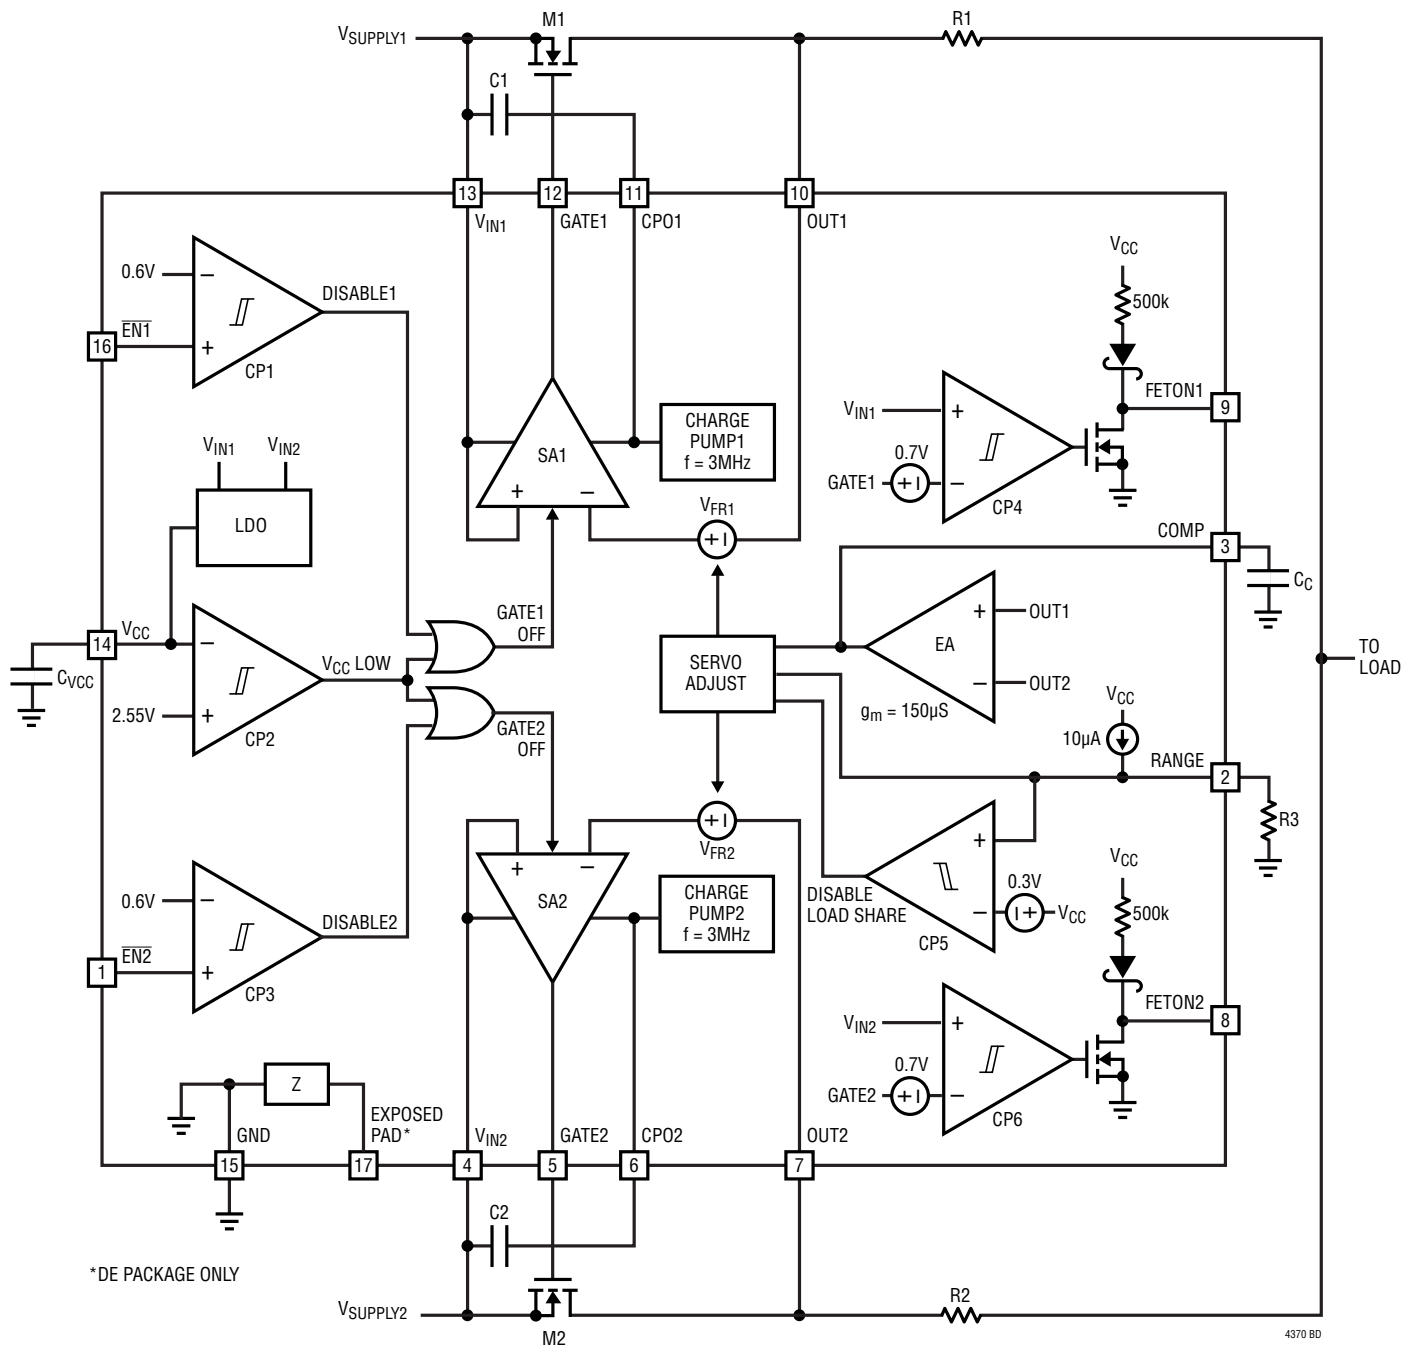 M1
R1
VSUPPLY1
C1
13
12
11
10
VIN1
GATE1
CPO1
OUT1
0.6V
−
DISABLE1
EN1
16
+
CP1
VCC
500k
FETON1
9
VIN1
+
0.7V
GATE1
+ −
−
CP4
CHARGE
PUMP1
f = 3MHz
SA1
+
−
VFR1
+ −
VIN1
VIN2
LDO
COMP
3
CC
GATE1
OFF
VCC
14
−
CVCC
VCC LOW
2.55V
+
CP2
GATE2
OFF
SERVO
ADJUST
+
OUT1
EA
−
OUT2
gm = 150µS
TO
LOAD
VCC
10µA
RANGE
2
R3
+ −
VFR2
+
−
SA2
CHARGE
PUMP2
f = 3MHz
DISABLE
LOAD SHARE
+
−
CP5
0.3V
− +
VCC
VCC
500k
FETON2
8
0.6V
−
DISABLE2
EN2
1
+
CP3
VIN2
+
0.7V
GATE2
+ −
−
CP6
Z
EXPOSED
PAD*
GND
VIN2
GATE2
CPO2
OUT2
15
17
4
5
6
7
C2
*DE PACKAGE ONLY
VSUPPLY2
M2
R2
4370 BD